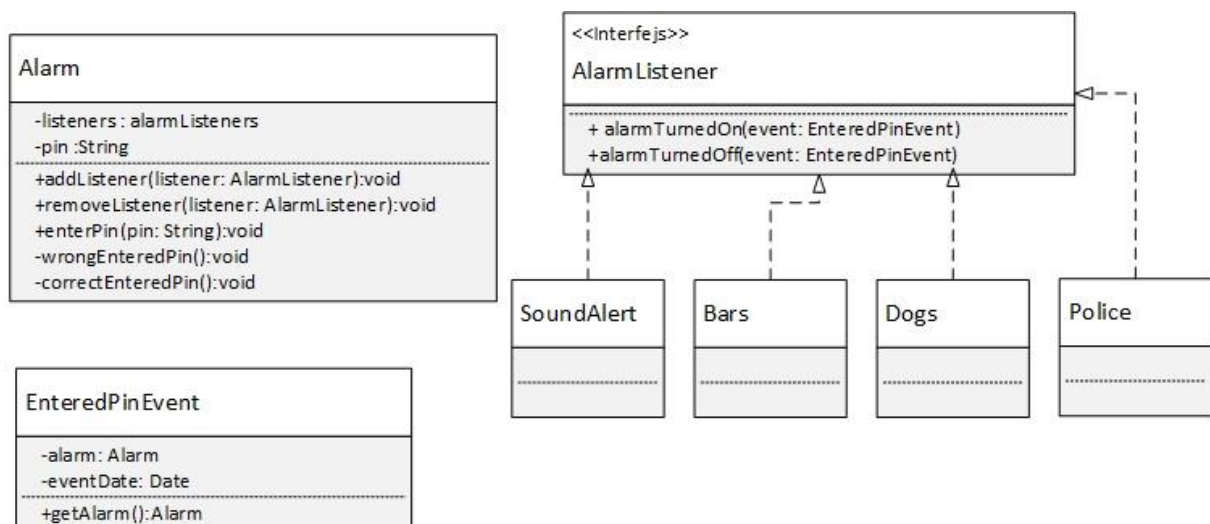 Alarm
-listeners : alarmListeners
-pin :String
+addListener(listener: AlarmListener):void
+removeListener(listener: AlarmListener):void
+enterPin(pin: String):void
-wrongEnteredPin():void
-correctEnteredPin():void
<<Interfejs>>
AlarmListener
+ alarmTurnedOn(event: EnteredPinEvent)
+alarmTurnedOff(event: EnteredPinEvent)
SoundAlert
Bars
Dogs
Police
EnteredPinEvent
-alarm: Alarm
-eventDate: Date
+getAlarm():Alarm